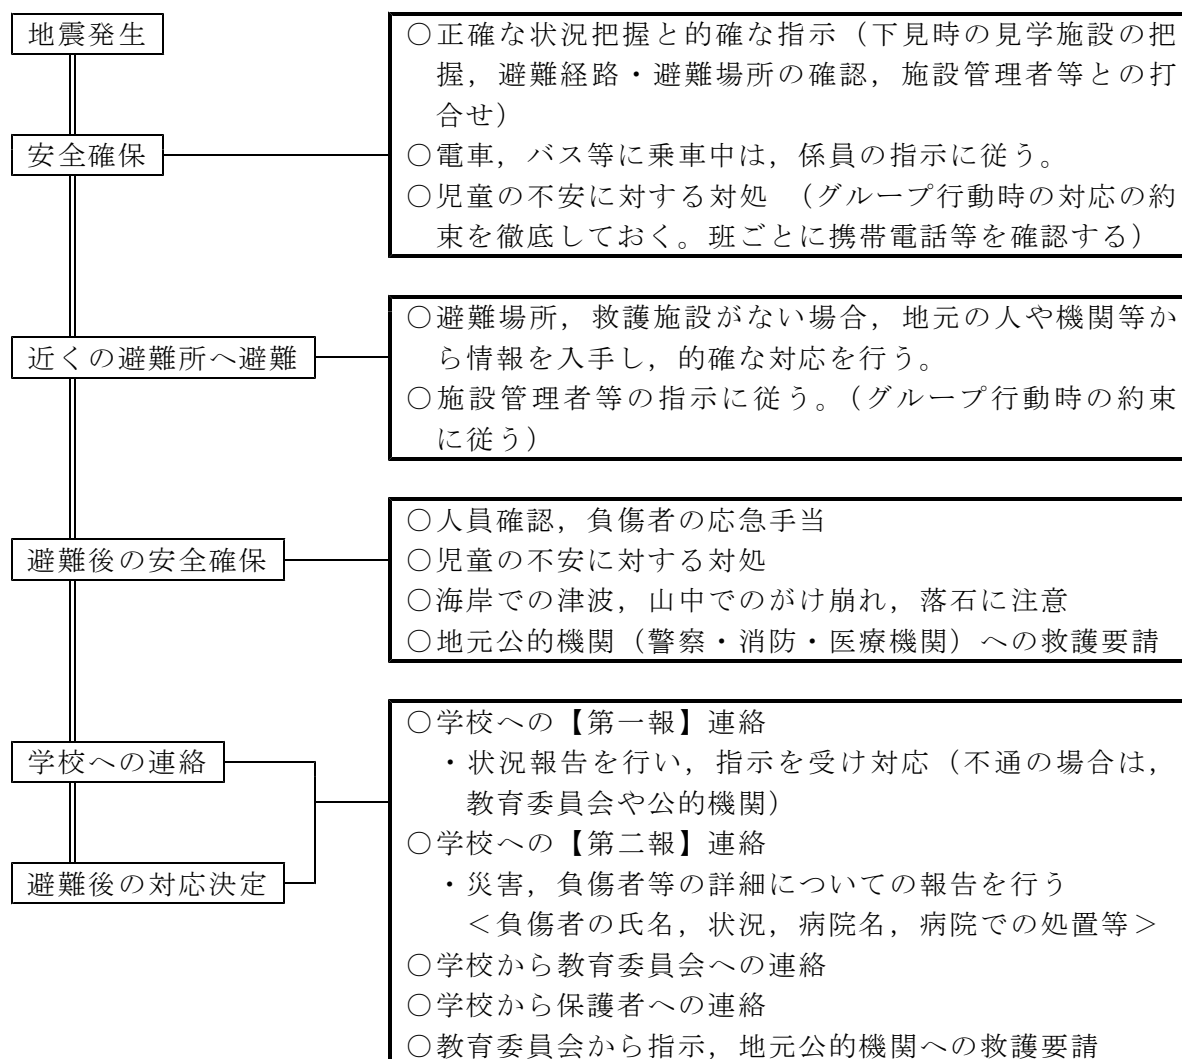 地震発生
○正確な状況把握と的確な指示（下見時の見学施設の把
握，避難経路・避難場所の確認，施設管理者等との打
合せ）
安全確保
○電車，バス等に乗車中は，係員の指示に従う。
○児童の不安に対する対処　（グループ行動時の対応の約
束を徹底しておく。班ごとに携帯電話等を確認する）
近くの避難所へ避難
○避難場所，救護施設がない場合，地元の人や機関等か
ら情報を入手し，的確な対応を行う。
○施設管理者等の指示に従う。（グループ行動時の約束
に従う）
避難後の安全確保
○人員確認，負傷者の応急手当
○児童の不安に対する対処
○海岸での津波，山中でのがけ崩れ，落石に注意
○地元公的機関（警察・消防・医療機関）への救護要請
学校への連絡
避難後の対応決定
○学校への【第一報】連絡
・状況報告を行い，指示を受け対応（不通の場合は，
教育委員会や公的機関）
○学校への【第二報】連絡
・災害，負傷者等の詳細についての報告を行う
＜負傷者の氏名，状況，病院名，病院での処置等＞
○学校から教育委員会への連絡
○学校から保護者への連絡
○教育委員会から指示，地元公的機関への救護要請